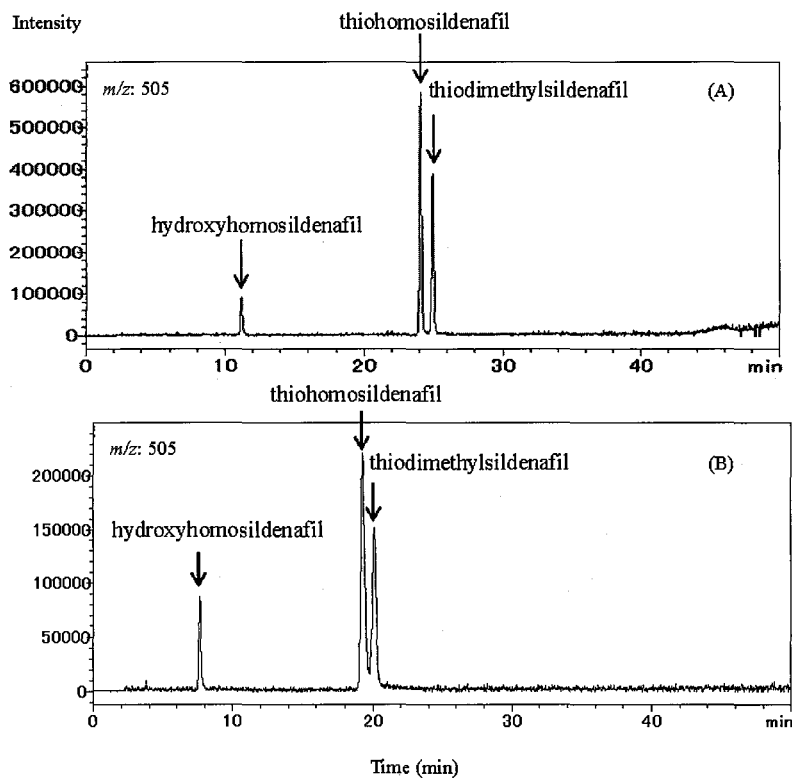 Intensity
thiohomosildenafil
m/z: 505
thiodimethylsildenafil
(A)
hydroxyhomosildenafil
600000
500000
400000
300000
200000
100000
0
0 10 20 30 40 min
thiohomosildenafil
m/z: 505
thiodimethylsildenafil
(B)
hydroxyhomosildenafil
200000
150000
100000
50000
0
0 10 20 30 40 min
Time (min)